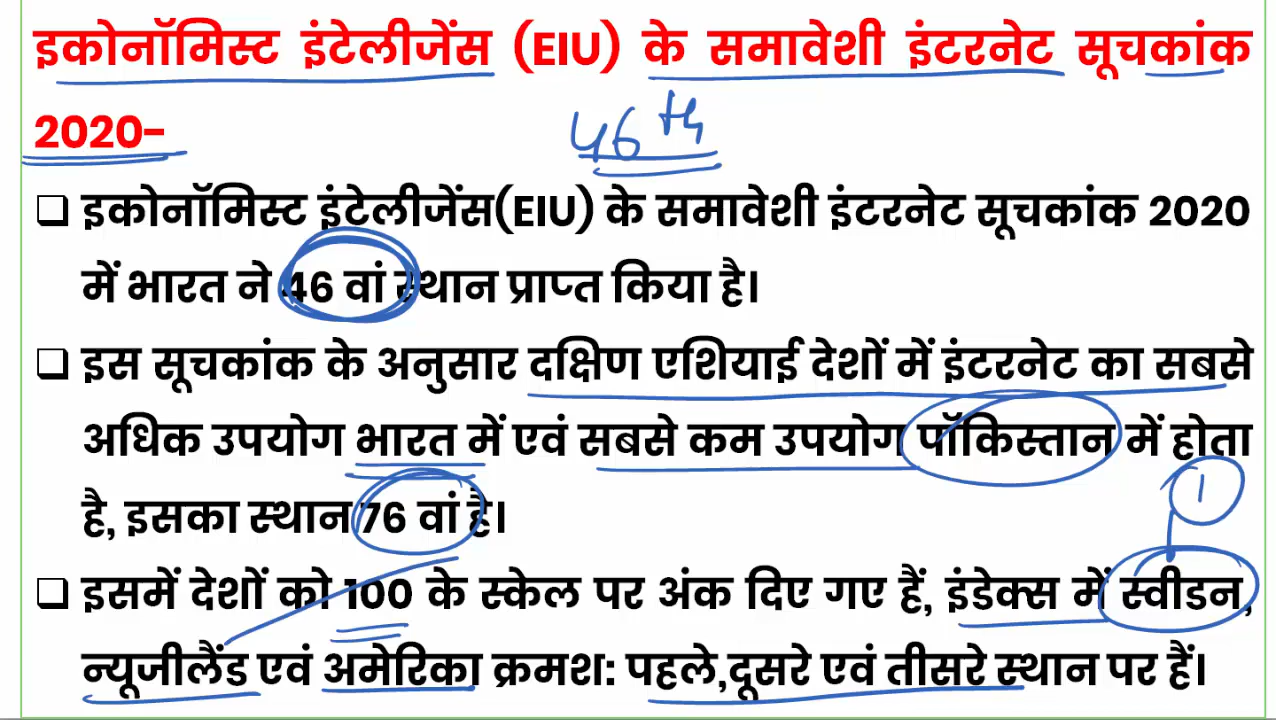 इकोनॉमिस्ट इंटेलीजेंस (EIU) के समावेशी इंटरनेट सूचकांक
2020-
46th
❑ इकोनॉमिस्ट इंटेलीजेंस(EIU) के समावेशी इंटरनेट सूचकांक 2020
में भारत ने 46 वां स्थान प्राप्त किया है।
❑ इस सूचकांक के अनुसार दक्षिण एशियाई देशों में इंटरनेट का सबसे
अधिक उपयोग भारत में एवं सबसे कम उपयोग पॉकिस्तान में होता
1
है, इसका स्थान 76 वां है।
❑ इसमें देशों को 100 के स्केल पर अंक दिए गए हैं, इंडेक्स में स्वीडन,
न्यूजीलैंड एवं अमेरिका क्रमश: पहले,दूसरे एवं तीसरे स्थान पर हैं।